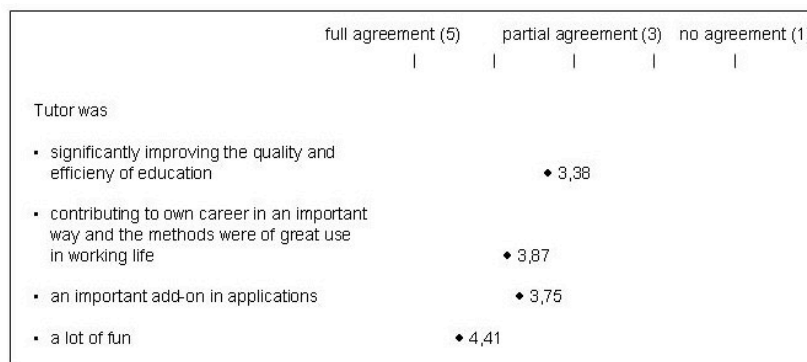 full agreement (5) partial agreement (3) no agreement (1
Tutor was
• significantly improving the quality and
efficieny of education
3,38
• contributing to own career in an important
way and the methods were of great use
in working life
3,87
• an important add-on in applications
3,75
• a lot of fun
4,41